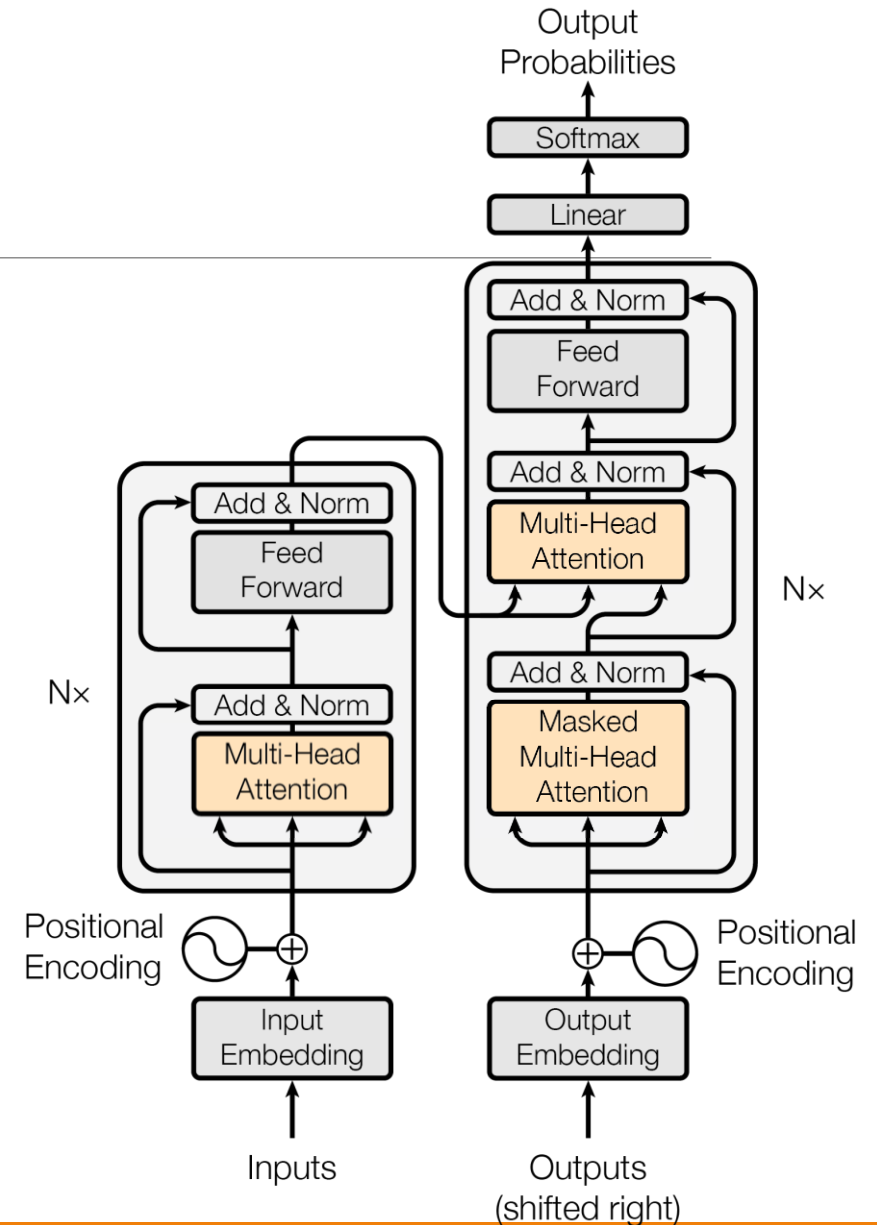 Output
Probabilities
Softmax
Linear
Add & Norm
Feed
Forward
Add & Norm
Multi-Head
Attention
Add & Norm
Masked
Multi-Head
Attention
N×
Add & Norm
Feed
Forward
Add & Norm
Multi-Head
Attention
N×
Positional
Encoding
Positional
Encoding
Input
Embedding
Output
Embedding
Inputs
Outputs
(shifted right)